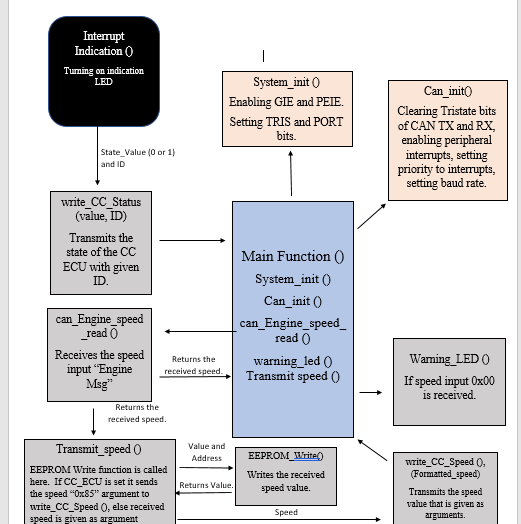 Interrupt
Indication ()
Turning on indication
LED
System_init ()
Enabling GIE and PEIE.
Setting TRIS and PORT
bits.
Can_init()
Clearing Tristate bits
of CAN TX and RX,
enabling peripheral
interrupts, setting
priority to interrupts,
setting baud rate.
State_Value (0 or 1)
and ID
write_CC_Status
(value, ID)
Transmits the
state of the CC
ECU with given
ID.
Main Function ()
System_init ()
Can_init ()
can_Engine_speed_
read ()
warning_led ()
Transmit speed ()
can_Engine_speed
_read ()
Receives the speed
input “Engine
Msg”
Returns the
received speed.
Warning_LED ()
If speed input 0x00
is received.
Returns the
received speed.
Transmit_speed ()
EEPROM Write function is called
here. If CC_ECU is set it sends
the speed “0x85” argument to
write_CC_Speed (), else received
speed is given as argument
Value and
Address
Returns Value.
EEPROM_Write()
Writes the received
speed value.
Speed
write_CC_Speed (),
(Formatted_speed)
Transmits the speed
value that is given as
arguments.